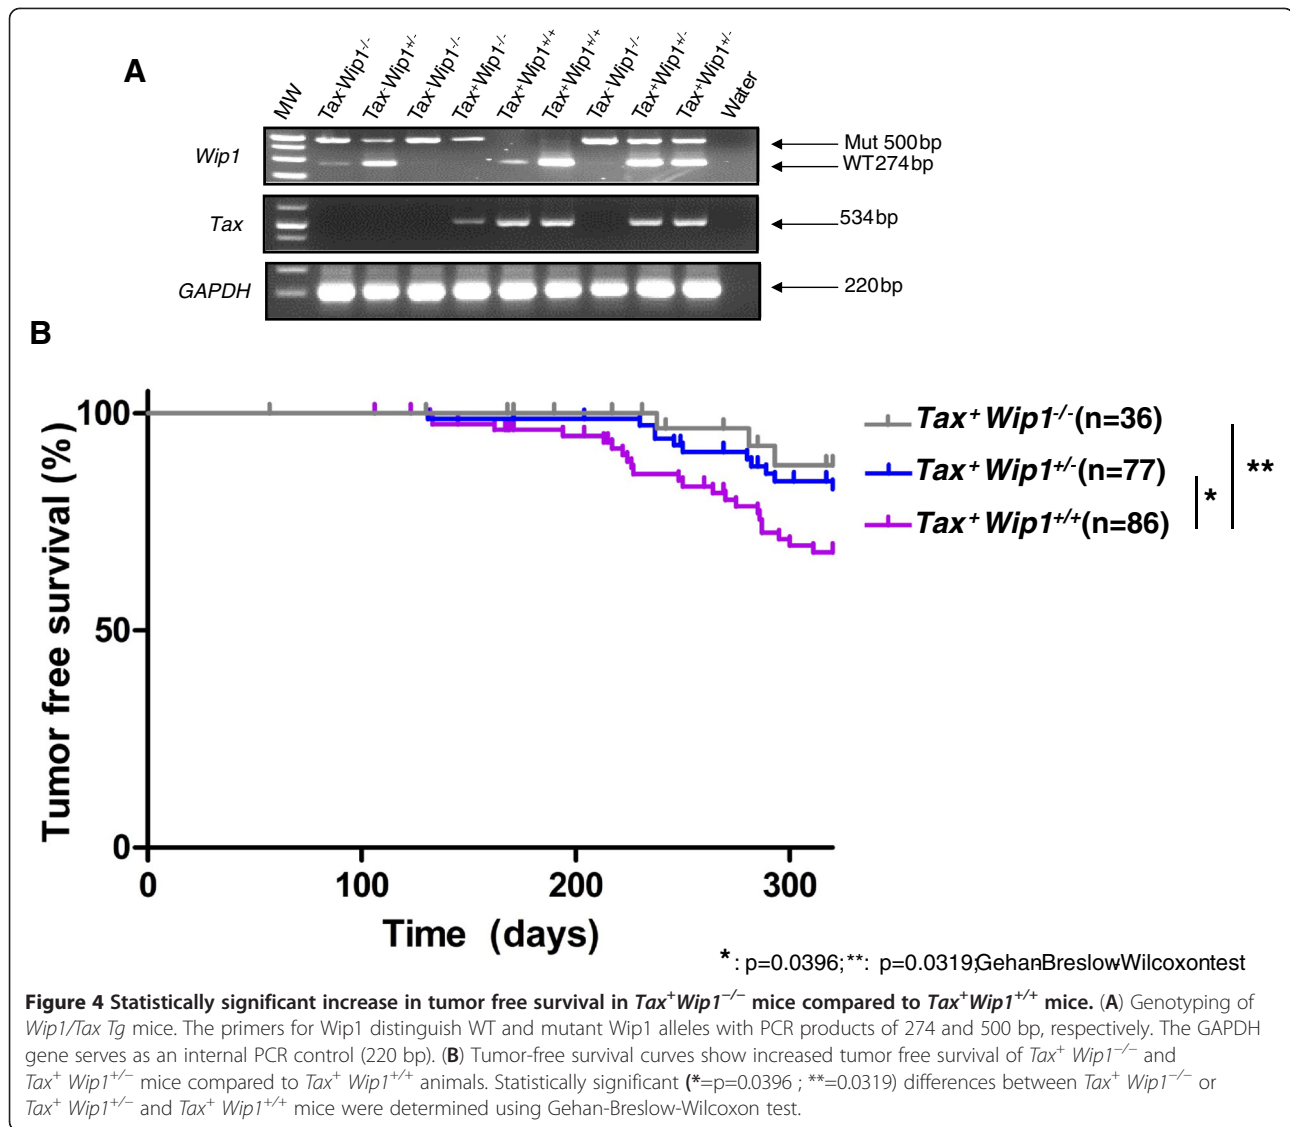 A
MW
Tax-Wip1-/-
Tax-Wip1+/-
Tax-Wip1-/-
Tax+Wip1-/-
Tax+Wip1+/+
Tax+Wip1+/+
Tax-Wip1-/-
Tax+Wip1+/-
Tax+Wip1+/-
Water
Wip1
Mut 500bp
WT274bp
Tax
534bp
GAPDH
220bp
B
Tumor free survival (%)
100
50
0
0 100 200 300
Time (days)
Tax+ Wip1-/- (n=36)
Tax+ Wip1+/- (n=77)
Tax+ Wip1+/+ (n=86)
*
**
*: p=0.0396; **: p=0.0319;Gehan-Breslow-Wilcoxontest
Figure 4 Statistically significant increase in tumor free survival in Tax+Wip1−/− mice compared to Tax+Wip1+/+ mice. (A) Genotyping of
Wip1/Tax Tg mice. The primers for Wip1 distinguish WT and mutant Wip1 alleles with PCR products of 274 and 500 bp, respectively. The GAPDH
gene serves as an internal PCR control (220 bp). (B) Tumor-free survival curves show increased tumor free survival of Tax+ Wip1−/− and
Tax+ Wip1+/− mice compared to Tax+ Wip1+/+ animals. Statistically significant (*=p=0.0396 ; **=0.0319) differences between Tax+ Wip1−/− or
Tax+ Wip1+/− and Tax+ Wip1+/+ mice were determined using Gehan-Breslow-Wilcoxon test.